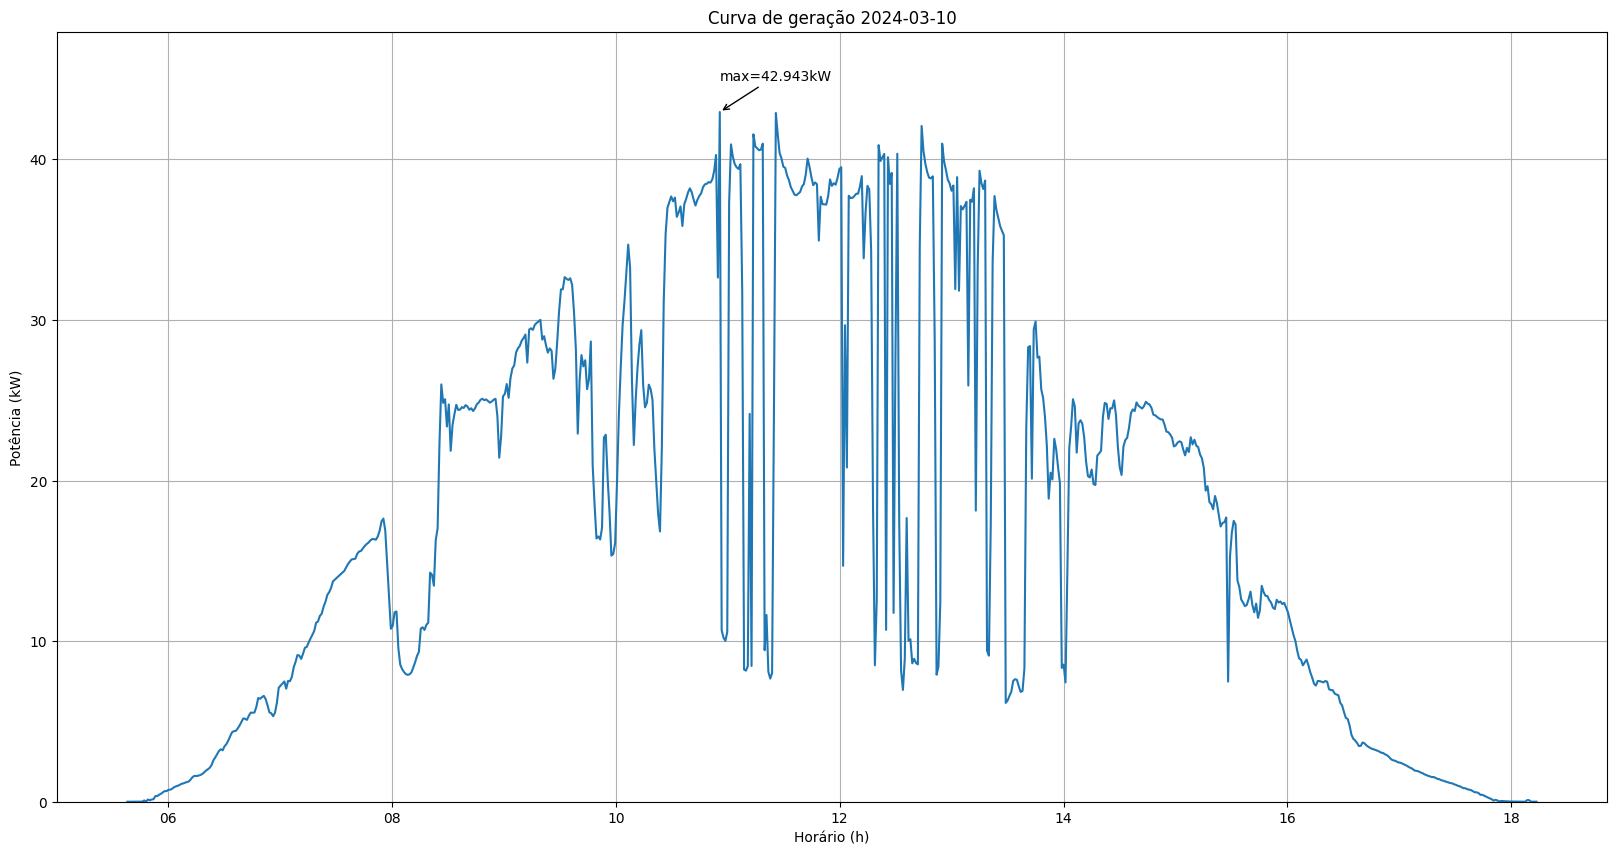 Curva de geração 2024-03-10
max=42.943kW
Potência (kW)
40
30
20
10
0
06 08 10 12 14 16 18
Horário (h)